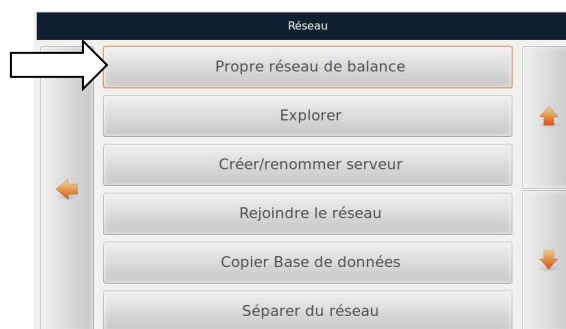 Réseau
Propre réseau de balance
Explorer
Créer/renommer serveur
Rejoindre le réseau
Copier Base de données
Séparer du réseau